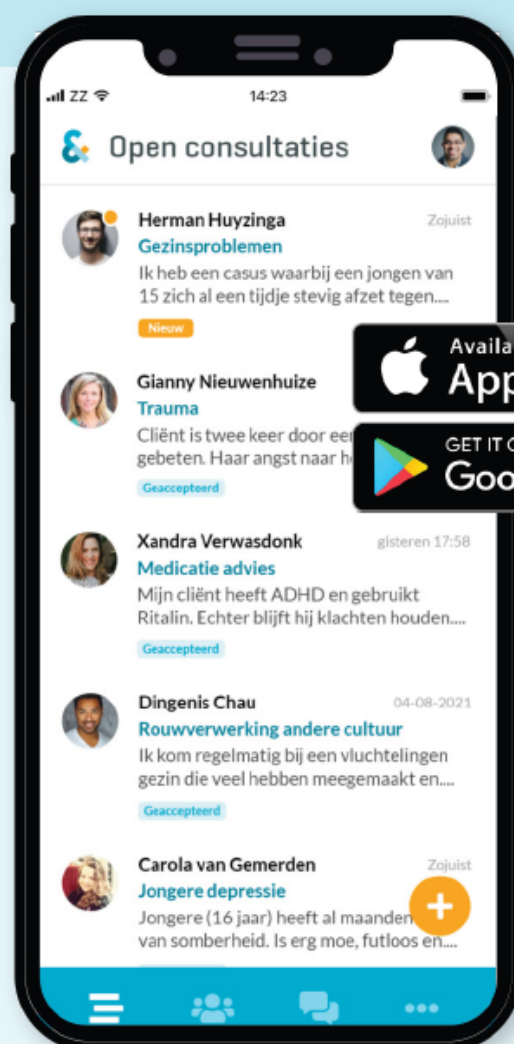 ZZ
14:23
& Open consultaties
Herman Huyzinga
Zojuist
Gezinsproblemen
Ik heb een casus waarbij een jongen van
15 zich al een tijdje stevig afzet tegen....
Nieuw
Gianny Nieuwenhuize
Trauma
Cliënt is twee keer door een
gebeten. Haar angst naar
Geaccepteerd
Availa
App
GET IT
Goo
Xandra Verwasdonk
gisteren 17:58
Medicatie advies
Mijn cliënt heeft ADHD en gebruikt
Ritalin. Echter blijft hij klachten houden....
Geaccepteerd
Dingenis Chau
04-08-2021
Rouwverwerking andere cultuur
Ik kom regelmatig bij een vluchtelingen
gezin die veel hebben meegemaakt en....
Geaccepteerd
Carola van Gemerden
Zojuist
Jongere depressie
Jongere (16 jaar) heeft al maanden
van somberheid. Is erg moe, futloos en....